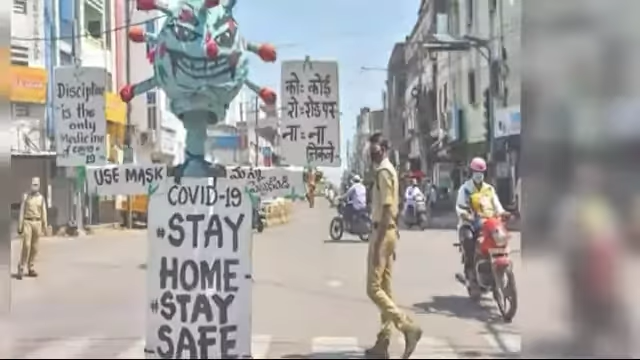 Discipline
is the
only
Medicine
को:कोई
रो:रोड पर
ना:ना
निकले
USE MASK
COVID-19
#STAY
HOME
#STAY
SAFE